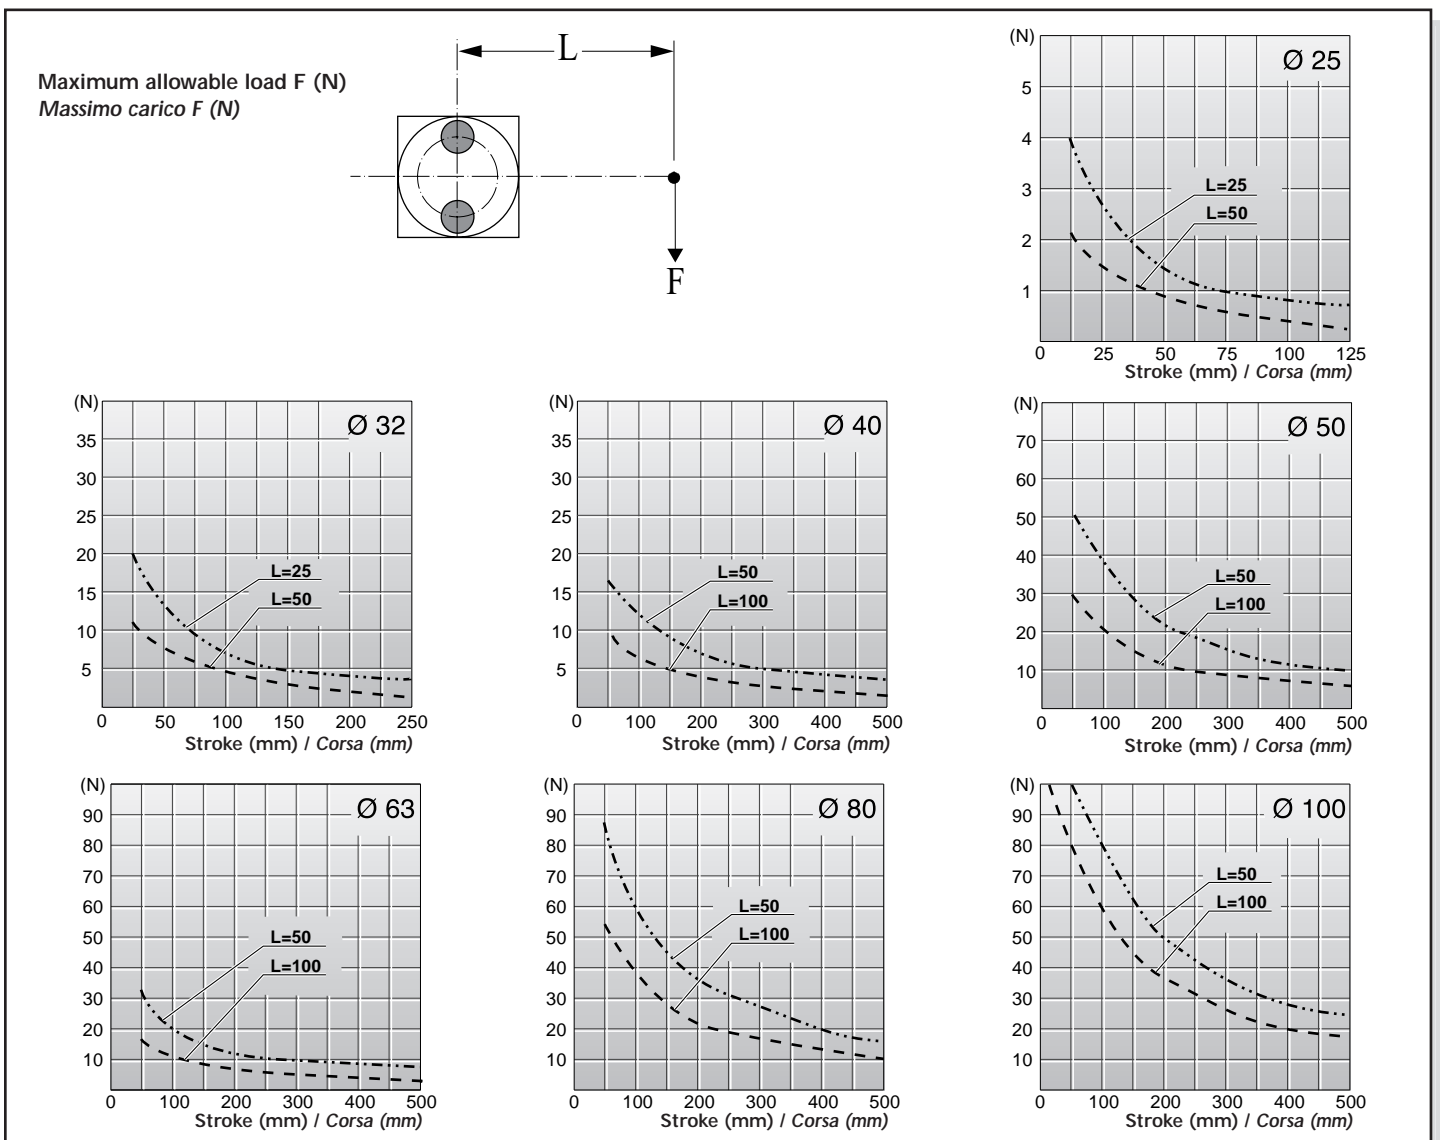 Maximum allowable load F (N)
Massimo carico F (N)
L
F
(N)
Ø 25
5
4
3
2
1
L=25
L=50
0 25 50 75 100 125
Stroke (mm) / Corsa (mm)
(N)
Ø 32
35
30
25
20
15
10
5
L=25
L=50
0 50 100 150 200 250
Stroke (mm) / Corsa (mm)
(N)
Ø 40
35
30
25
20
15
10
5
L=50
L=100
0 100 200 300 400 500
Stroke (mm) / Corsa (mm)
(N)
Ø 50
70
60
50
40
30
20
10
L=50
L=100
0 100 200 300 400 500
Stroke (mm) / Corsa (mm)
(N)
Ø 63
90
80
70
60
50
40
30
20
10
L=50
L=100
0 100 200 300 400 500
Stroke (mm) / Corsa (mm)
(N)
Ø 80
90
80
70
60
50
40
30
20
10
L=50
L=100
0 100 200 300 400 500
Stroke (mm) / Corsa (mm)
(N)
Ø 100
90
80
70
60
50
40
30
20
10
L=50
L=100
0 100 200 300 400 500
Stroke (mm) / Corsa (mm)